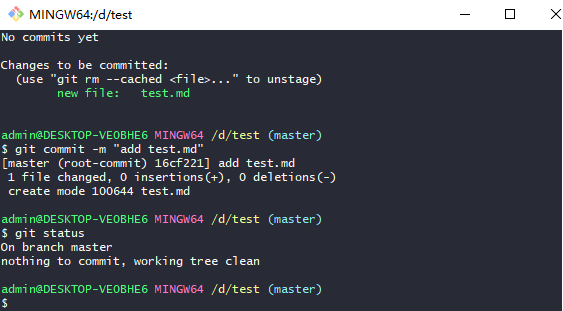 MINGW64:/d/test
No commits yet
Changes to be committed:
  (use "git rm --cached <file>..." to unstage)
        new file:   test.md
admin@DESKTOP-VEOBHE6 MINGW64 /d/test (master)
$ git commit -m "add test.md"
[master (root-commit) 16cf221] add test.md
 1 file changed, 0 insertions(+), 0 deletions(-)
 create mode 100644 test.md
admin@DESKTOP-VEOBHE6 MINGW64 /d/test (master)
$ git status
On branch master
nothing to commit, working tree clean
admin@DESKTOP-VEOBHE6 MINGW64 /d/test (master)
$